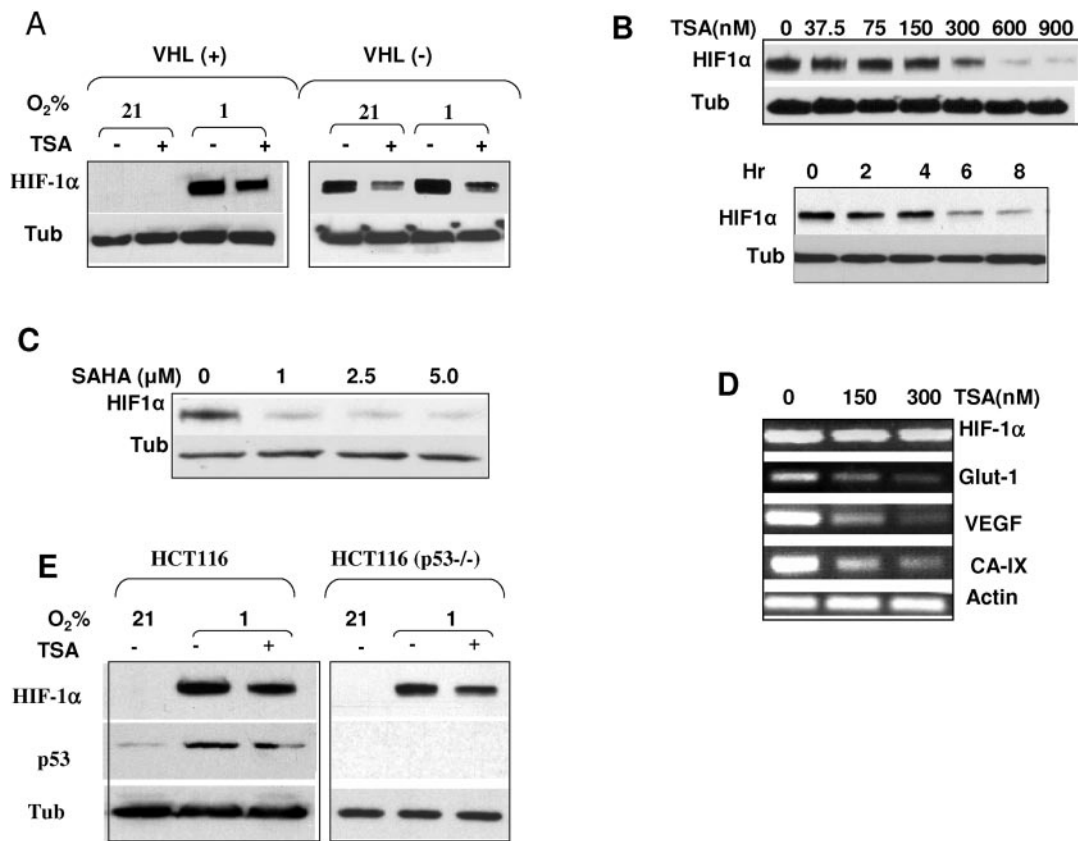 A
VHL (+) VHL (-)
O2% 21 1 21 1
TSA - + - + - + - +
HIF-1α
Tub
B
TSA(nM) 0 37.5 75 150 300 600 900
HIF1α
Tub
Hr 0 2 4 6 8
HIF1α
Tub
C
SAHA (µM) 0 1 2.5 5.0
HIF1α
Tub
D
0 150 300 TSA(nM)
HIF-1α
Glut-1
VEGF
CA-IX
Actin
E
HCT116 HCT116 (p53-/-)
O2% 21 1 21 1
TSA - - + - - +
HIF-1α
p53
Tub